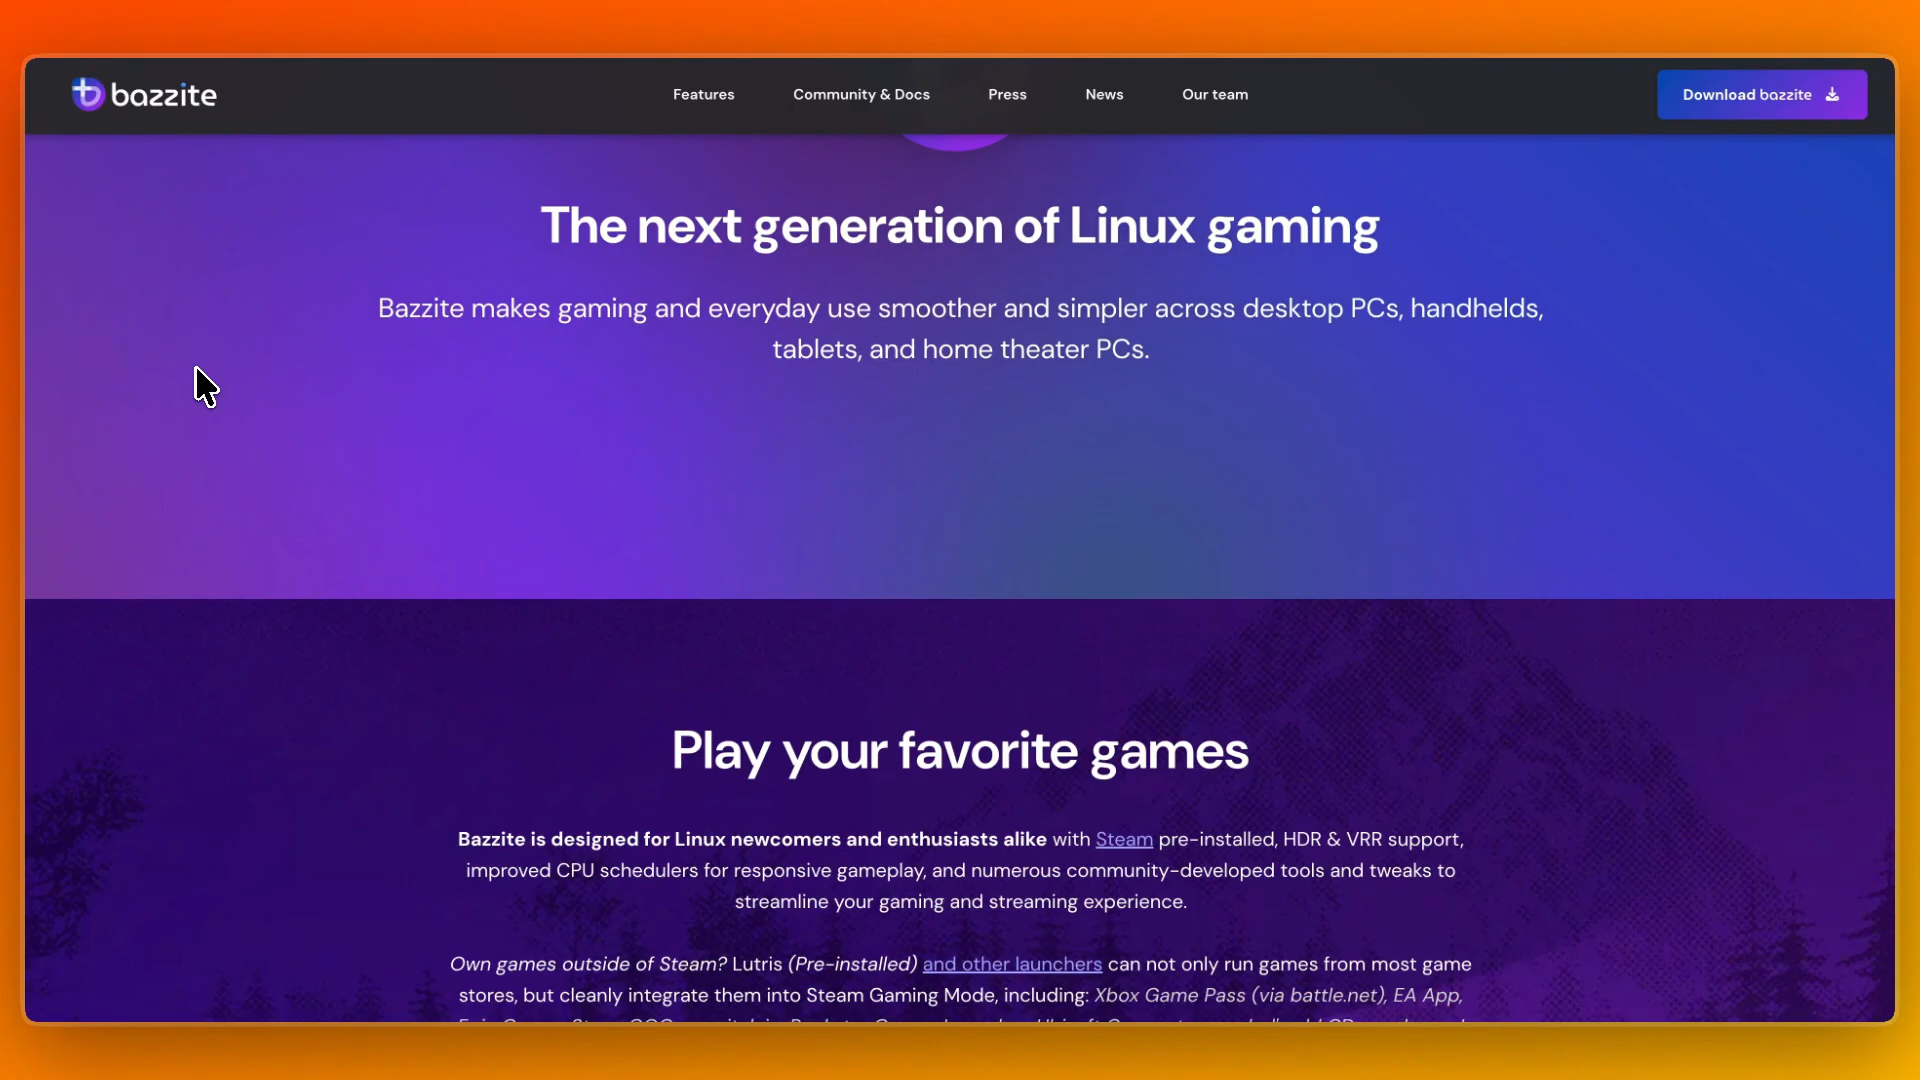 bazzite
Features
Community & Docs
Press
News
Our team
Download bazzite
The next generation of Linux gaming
Bazzite makes gaming and everyday use smoother and simpler across desktop PCs, handhelds,
tablets, and home theater PCs.
Play your favorite games
Bazzite is designed for Linux newcomers and enthusiasts alike with Steam pre-installed, HDR & VRR support,
improved CPU schedulers for responsive gameplay, and numerous community-developed tools and tweaks to
streamline your gaming and streaming experience.
Own games outside of Steam? Lutris (Pre-installed) and other launchers can not only run games from most game
stores, but cleanly integrate them into Steam Gaming Mode, including: Xbox Game Pass (via battle.net), EA App,